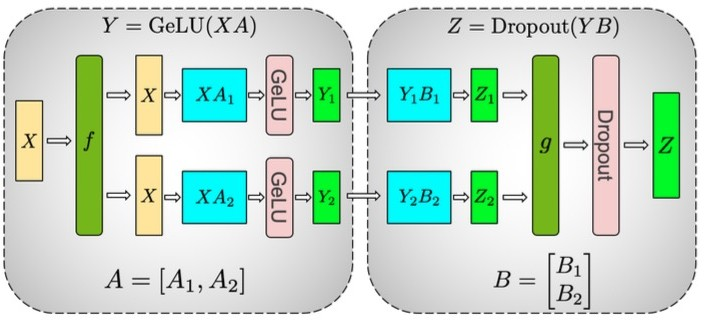 Y = GeLU(XA)
Z = Dropout(YB)
X
f
X
XA₁
GeLU
Y₁
Y₁B₁
Z₁
X
XA₂
GeLU
Y₂
Y₂B₂
Z₂
g
Dropout
Z
A = [A₁, A₂]
B = [B₁
B₂]